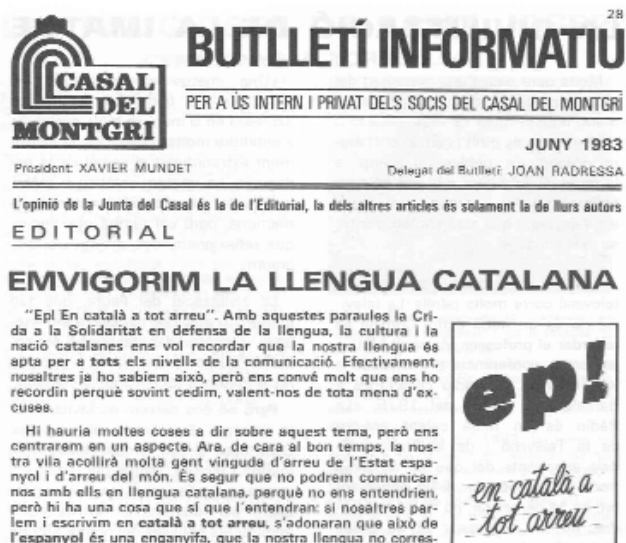 28
BUTLLETÍ INFORMATIU
CASAL
DEL
MONTGRI
PER A ÚS INTERN I PRIVAT DELS SOCIS DEL CASAL DEL MONTGRÍ
JUNY 1983
President: XAVIER MUNDET
Delegat del Butlletí: JOAN RADRESSA
L'opinió de la Junta del Casal és la de l'Editorial, la dels altres articles és solament la de llurs autors
EDITORIAL
EMVIGORIM LA LLENGUA CATALANA
"Ep! En català a tot arreu". Amb aquestes paraules la Cri-
da a la Solidaritat en defensa de la llengua, la cultura i la
nació catalanes ens vol recordar que la nostra llengua és
apta per a tots els nivells de la comunicació. Efectivament,
nosaltres ja ho sabiem això, però ens convé molt que ens ho
recordin perquè sovint cedim, valent-nos de tota mena d'ex-
cuses.
Hi hauria moltes coses a dir sobre aquest tema, però ens
centrarem en un aspecte. Ara, de cara al bon temps, la nos-
tra vila acollirà molta gent vinguda d'arreu de l'Estat espa-
nyol i d'arreu del món. És segur que no podrem comunicar-
nos amb ells en llengua catalana, perquè no ens entendrien,
però hi ha una cosa que sí que l'entendran: si nosaltres par-
lem i escrivim en català a tot arreu, s'adonaran que això de
l'espanyol és una enganyifa, que la nostra llengua no corres-
ep!
en català a
tot arreu